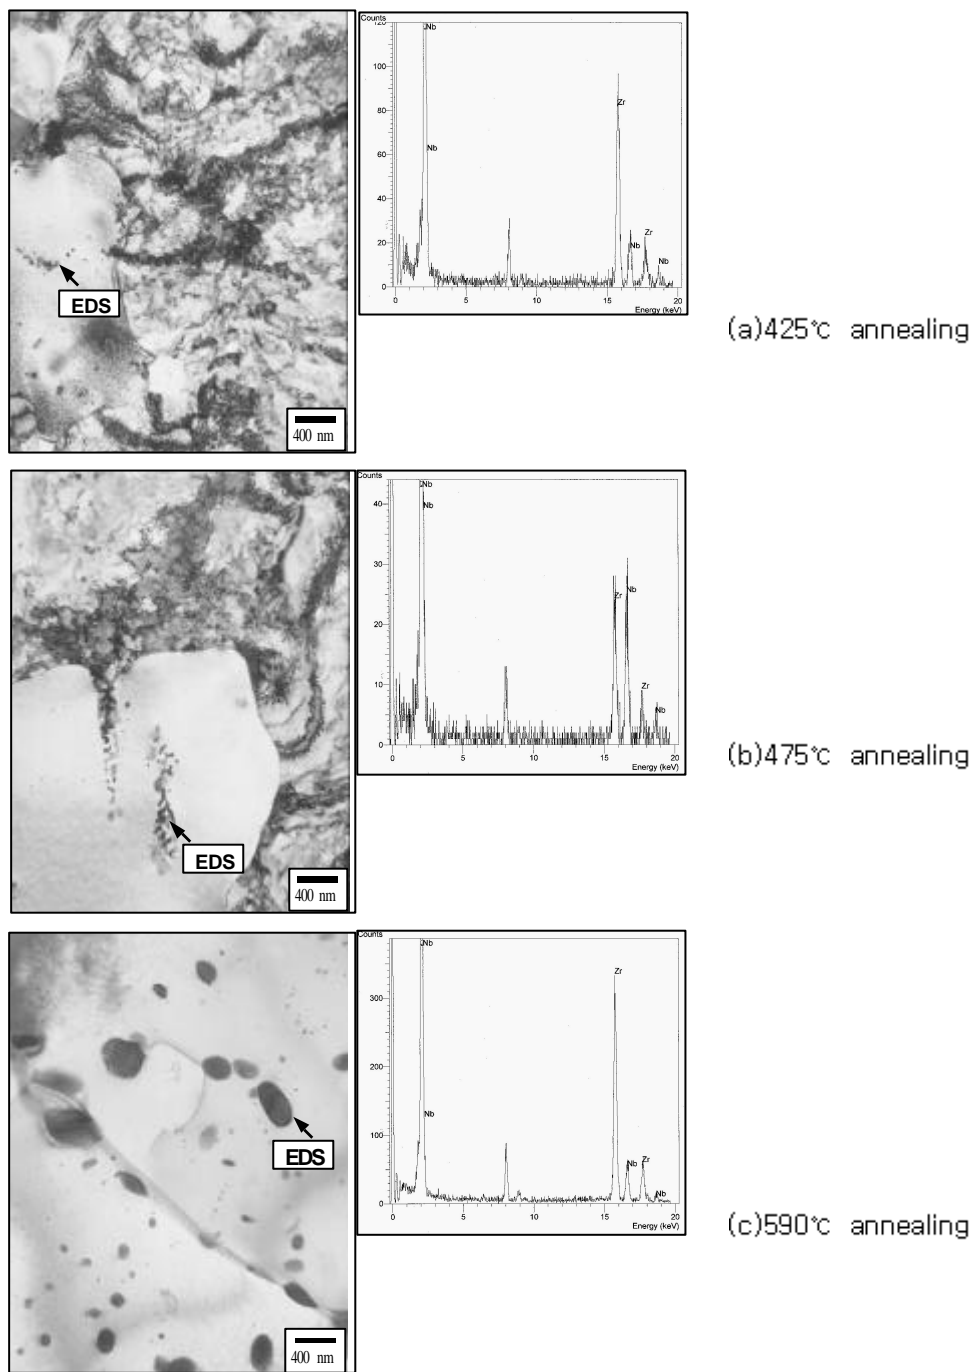 Counts
120
100
80
60
40
20
0
Nb
Nb
Zr
Nb
Zr
Nb
0 5 10 15 20
Energy (keV)
EDS
400 nm
(a)425℃ annealing
Counts
40
30
20
10
0
Nb
Nb
Zr
Nb
Zr
Nb
0 5 10 15 20
Energy (keV)
EDS
400 nm
(b)475℃ annealing
Counts
300
200
100
0
Nb
Nb
Zr
Nb
Zr
Nb
0 5 10 15 20
Energy (keV)
EDS
400 nm
(c)590℃ annealing